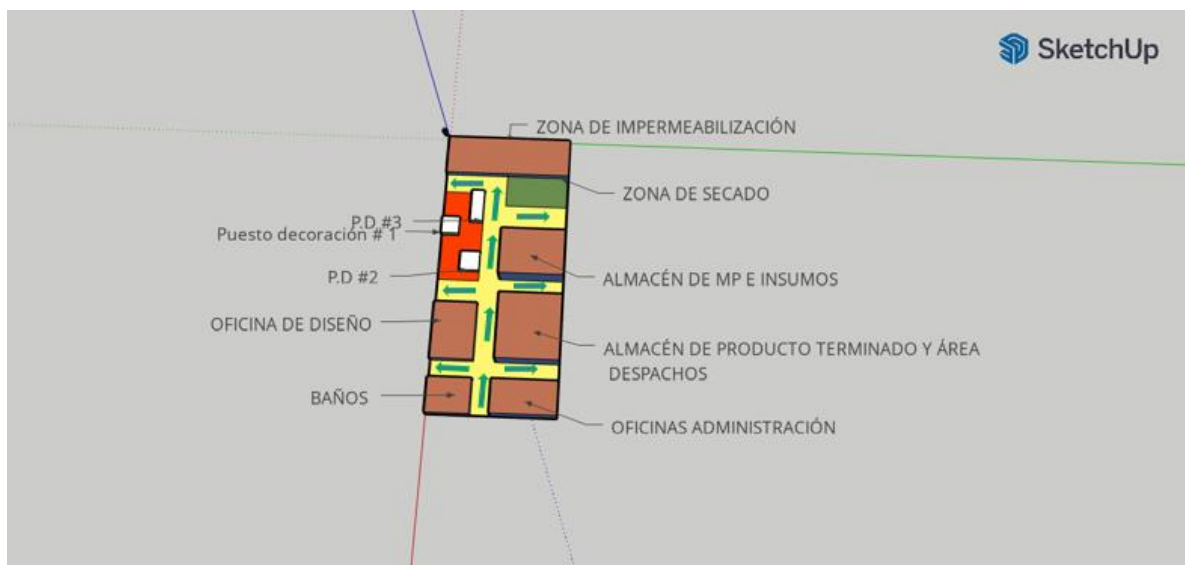 SketchUp
ZONA DE IMPERMEABILIZACIÓN
ZONA DE SECADO
P.D #3
Puesto decoración # 1
P.D #2
ALMACÉN DE MP E INSUMOS
OFICINA DE DISEÑO
ALMACÉN DE PRODUCTO TERMINADO Y ÁREA
DESPACHOS
BAÑOS
OFICINAS ADMINISTRACIÓN